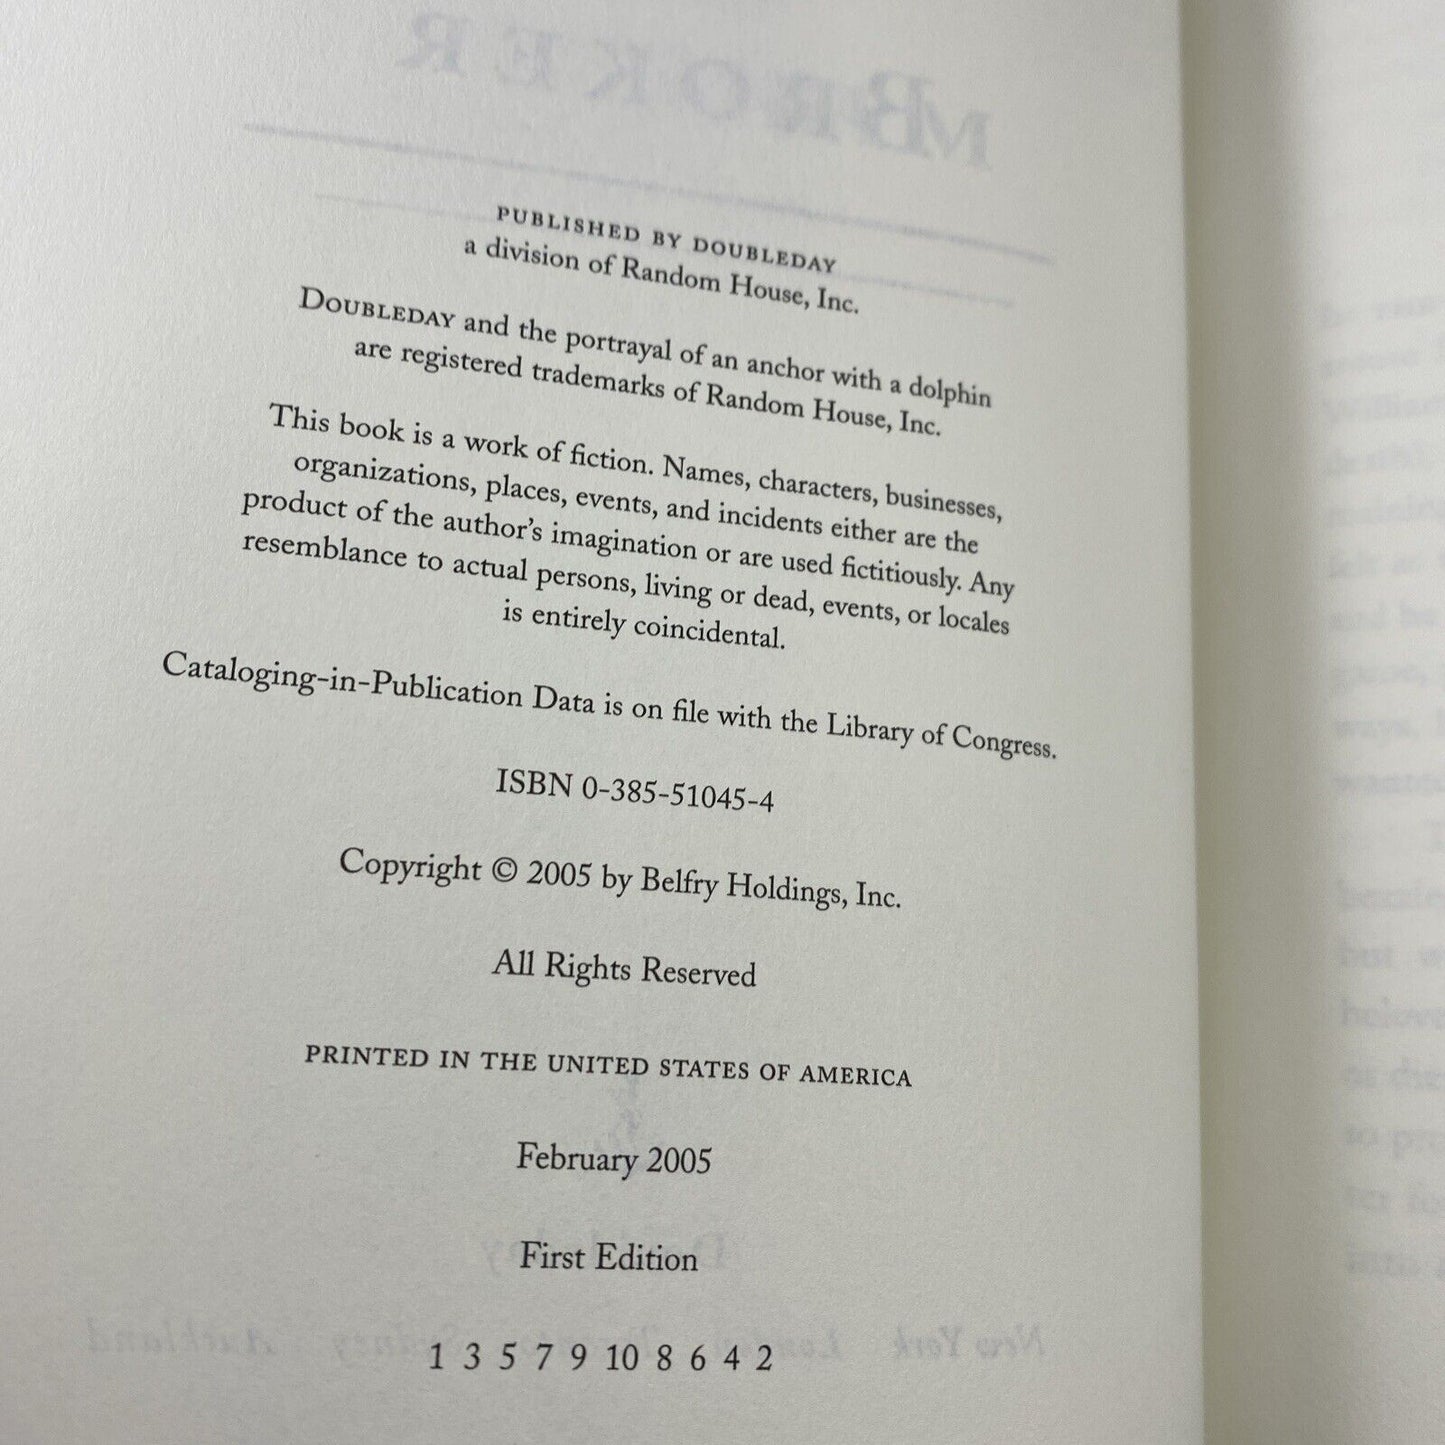 PUBLISHED BY DOUBLEDAY
a division of Random House, Inc.
DOUBLEDAY and the portrayal of an anchor with a dolphin
are registered trademarks of Random House, Inc.
This book is a work of fiction. Names, characters, businesses,
organizations, places, events, and incidents either are the
product of the author's imagination or are used fictitiously. Any
resemblance to actual persons, living or dead, events, or locales
is entirely coincidental.
Cataloging-in-Publication Data is on file with the Library of Congress.
ISBN 0-385-51045-4
Copyright © 2005 by Belfry Holdings, Inc.
All Rights Reserved
PRINTED IN THE UNITED STATES OF AMERICA
February 2005
First Edition
1 3 5 7 9 10 8 6 4 2